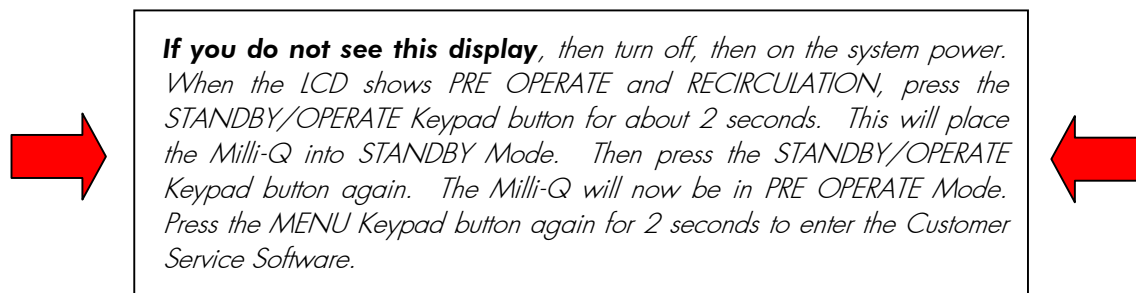 If you do not see this display, then turn off, then on the system power.
When the LCD shows PRE OPERATE and RECIRCULATION, press the
STANDBY/OPERATE Keypad button for about 2 seconds. This will place
the Milli-Q into STANDBY Mode. Then press the STANDBY/OPERATE
Keypad button again. The Milli-Q will now be in PRE OPERATE Mode.
Press the MENU Keypad button again for 2 seconds to enter the Customer
Service Software.